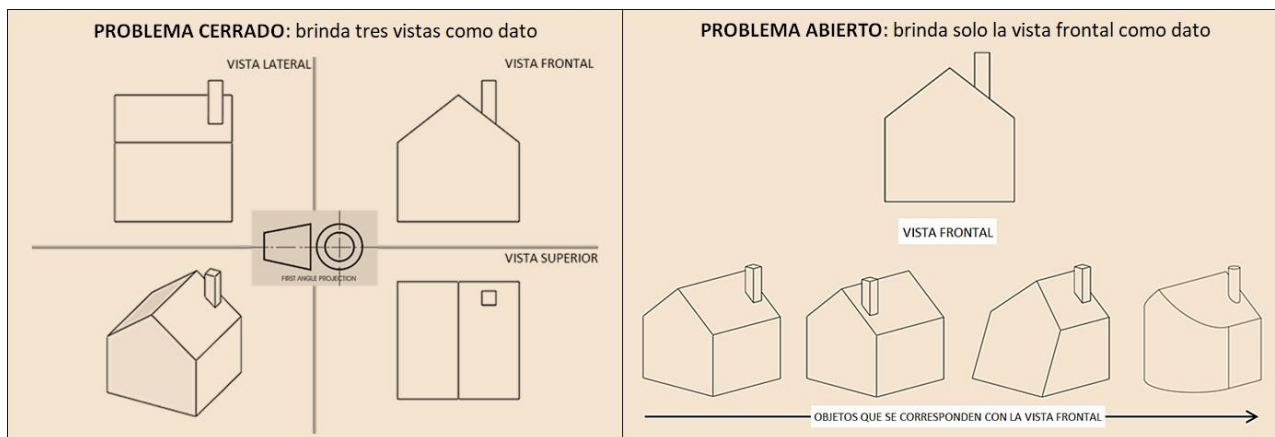 PROBLEMA CERRADO: brinda tres vistas como dato
VISTA LATERAL
VISTA FRONTAL
FIRST ANGLE PROJECTION
VISTA SUPERIOR
PROBLEMA ABIERTO: brinda solo la vista frontal como dato
VISTA FRONTAL
OBJETOS QUE SE CORRESPONDEN CON LA VISTA FRONTAL